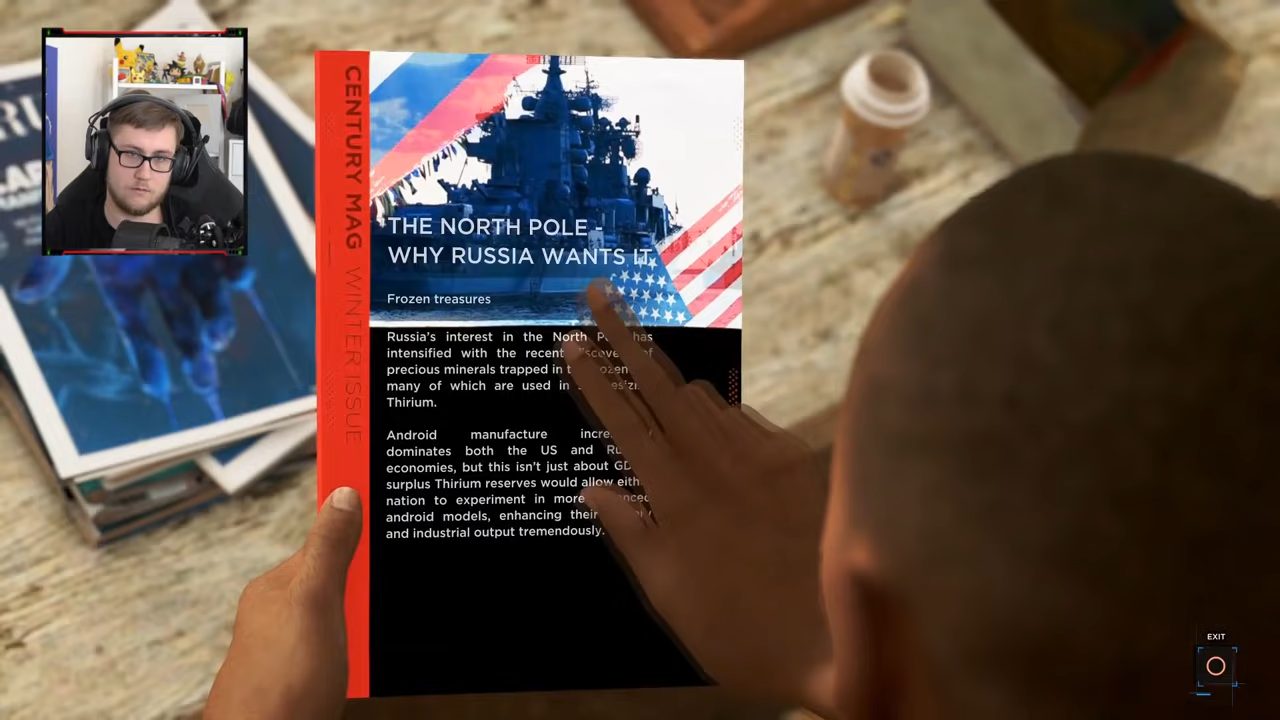 CENTURY MAG WINTER ISSUE
THE NORTH POLE -
WHY RUSSIA WANTS IT
Frozen treasures
Russia's interest in the North has
intensified with the recent of
precious minerals trapped in
many of which are used in
Thirium.
Android manufacture
dominates both the US and
economies, but this isn't just about
surplus Thirium reserves would allow
nation to experiment in more
android models, enhancing their
and industrial output tremendously.
EXIT